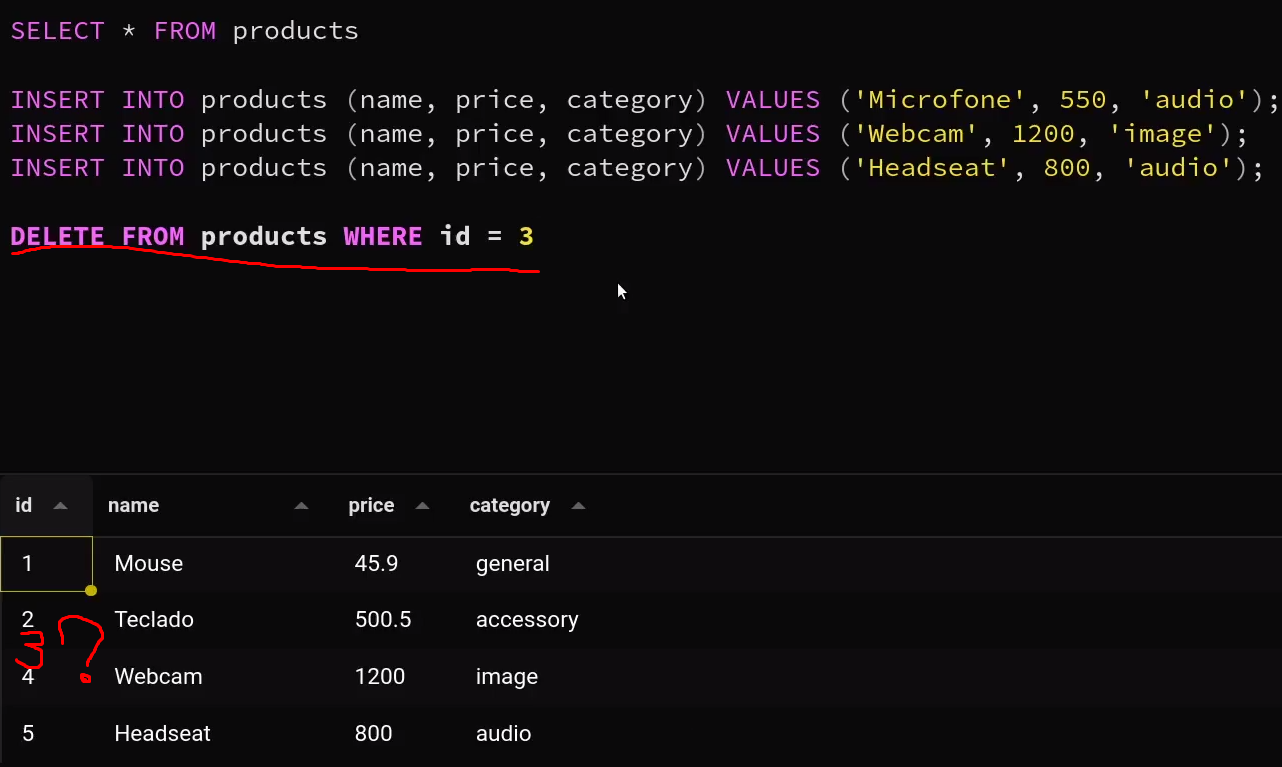 SELECT * FROM products
INSERT INTO products (name, price, category) VALUES ('Microfone', 550, 'audio');
INSERT INTO products (name, price, category) VALUES ('Webcam', 1200, 'image');
INSERT INTO products (name, price, category) VALUES ('Headseat', 800, 'audio');
DELETE FROM products WHERE id = 3
id name price category
1 Mouse 45.9 general
2 Teclado 500.5 accessory
3 ?
4 Webcam 1200 image
5 Headseat 800 audio